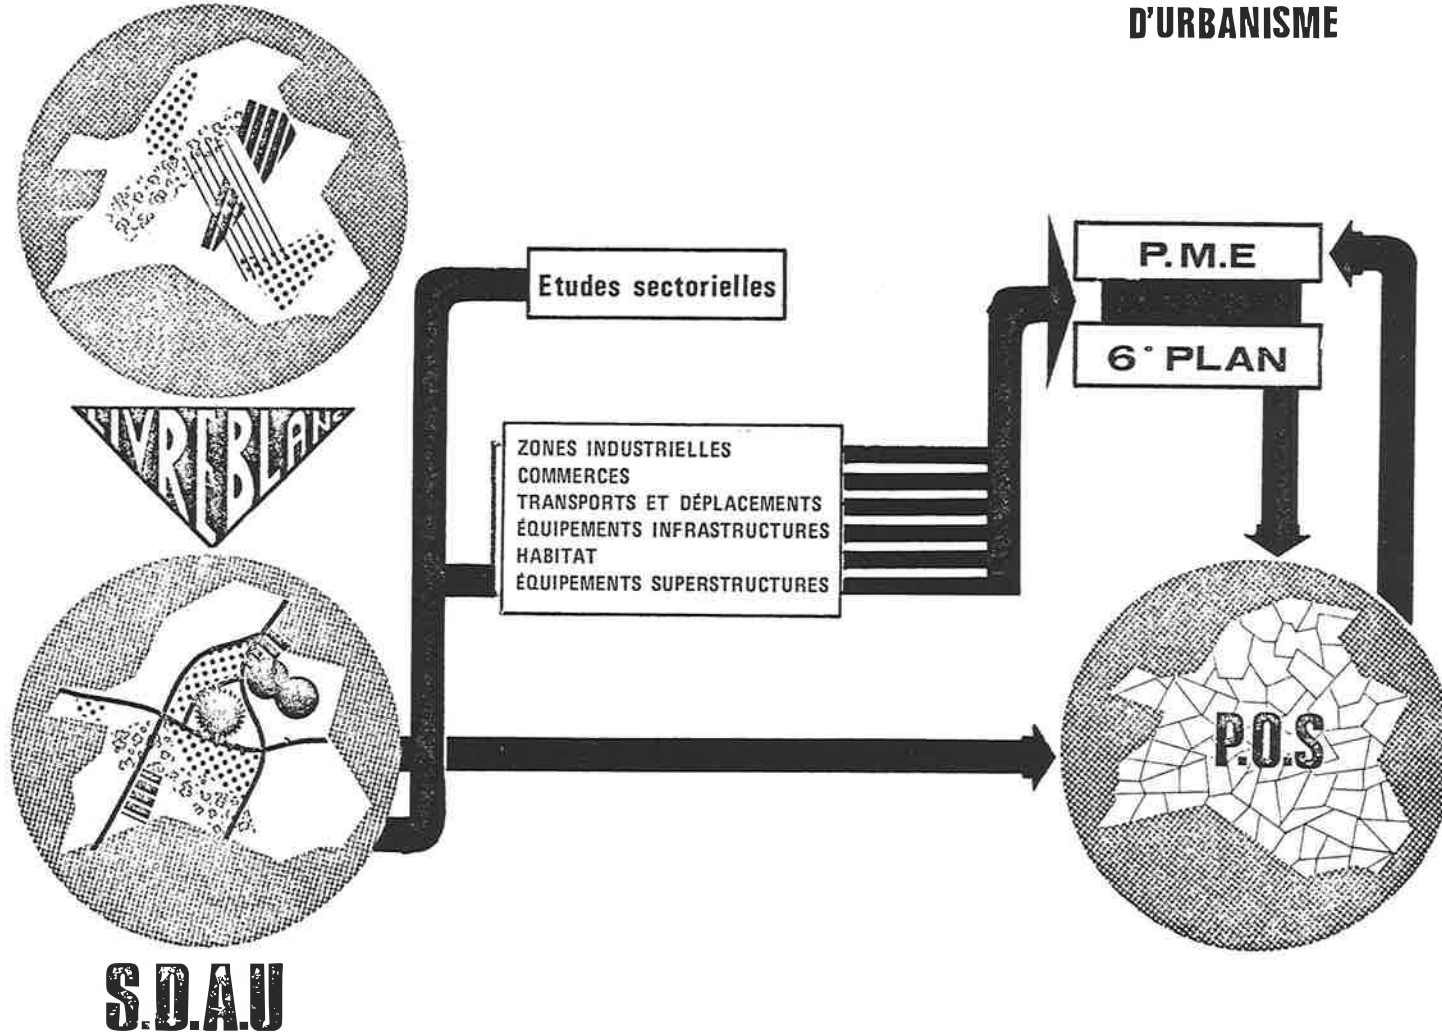 D'URBANISME
P.M.E
Etudes sectorielles
6° PLAN
LIVRE BLANC
ZONES INDUSTRIELLES
COMMERCES
TRANSPORTS ET DÉPLACEMENTS
ÉQUIPEMENTS INFRASTRUCTURES
HABITAT
ÉQUIPEMENTS SUPERSTRUCTURES
P.O.S
S.D.A.U